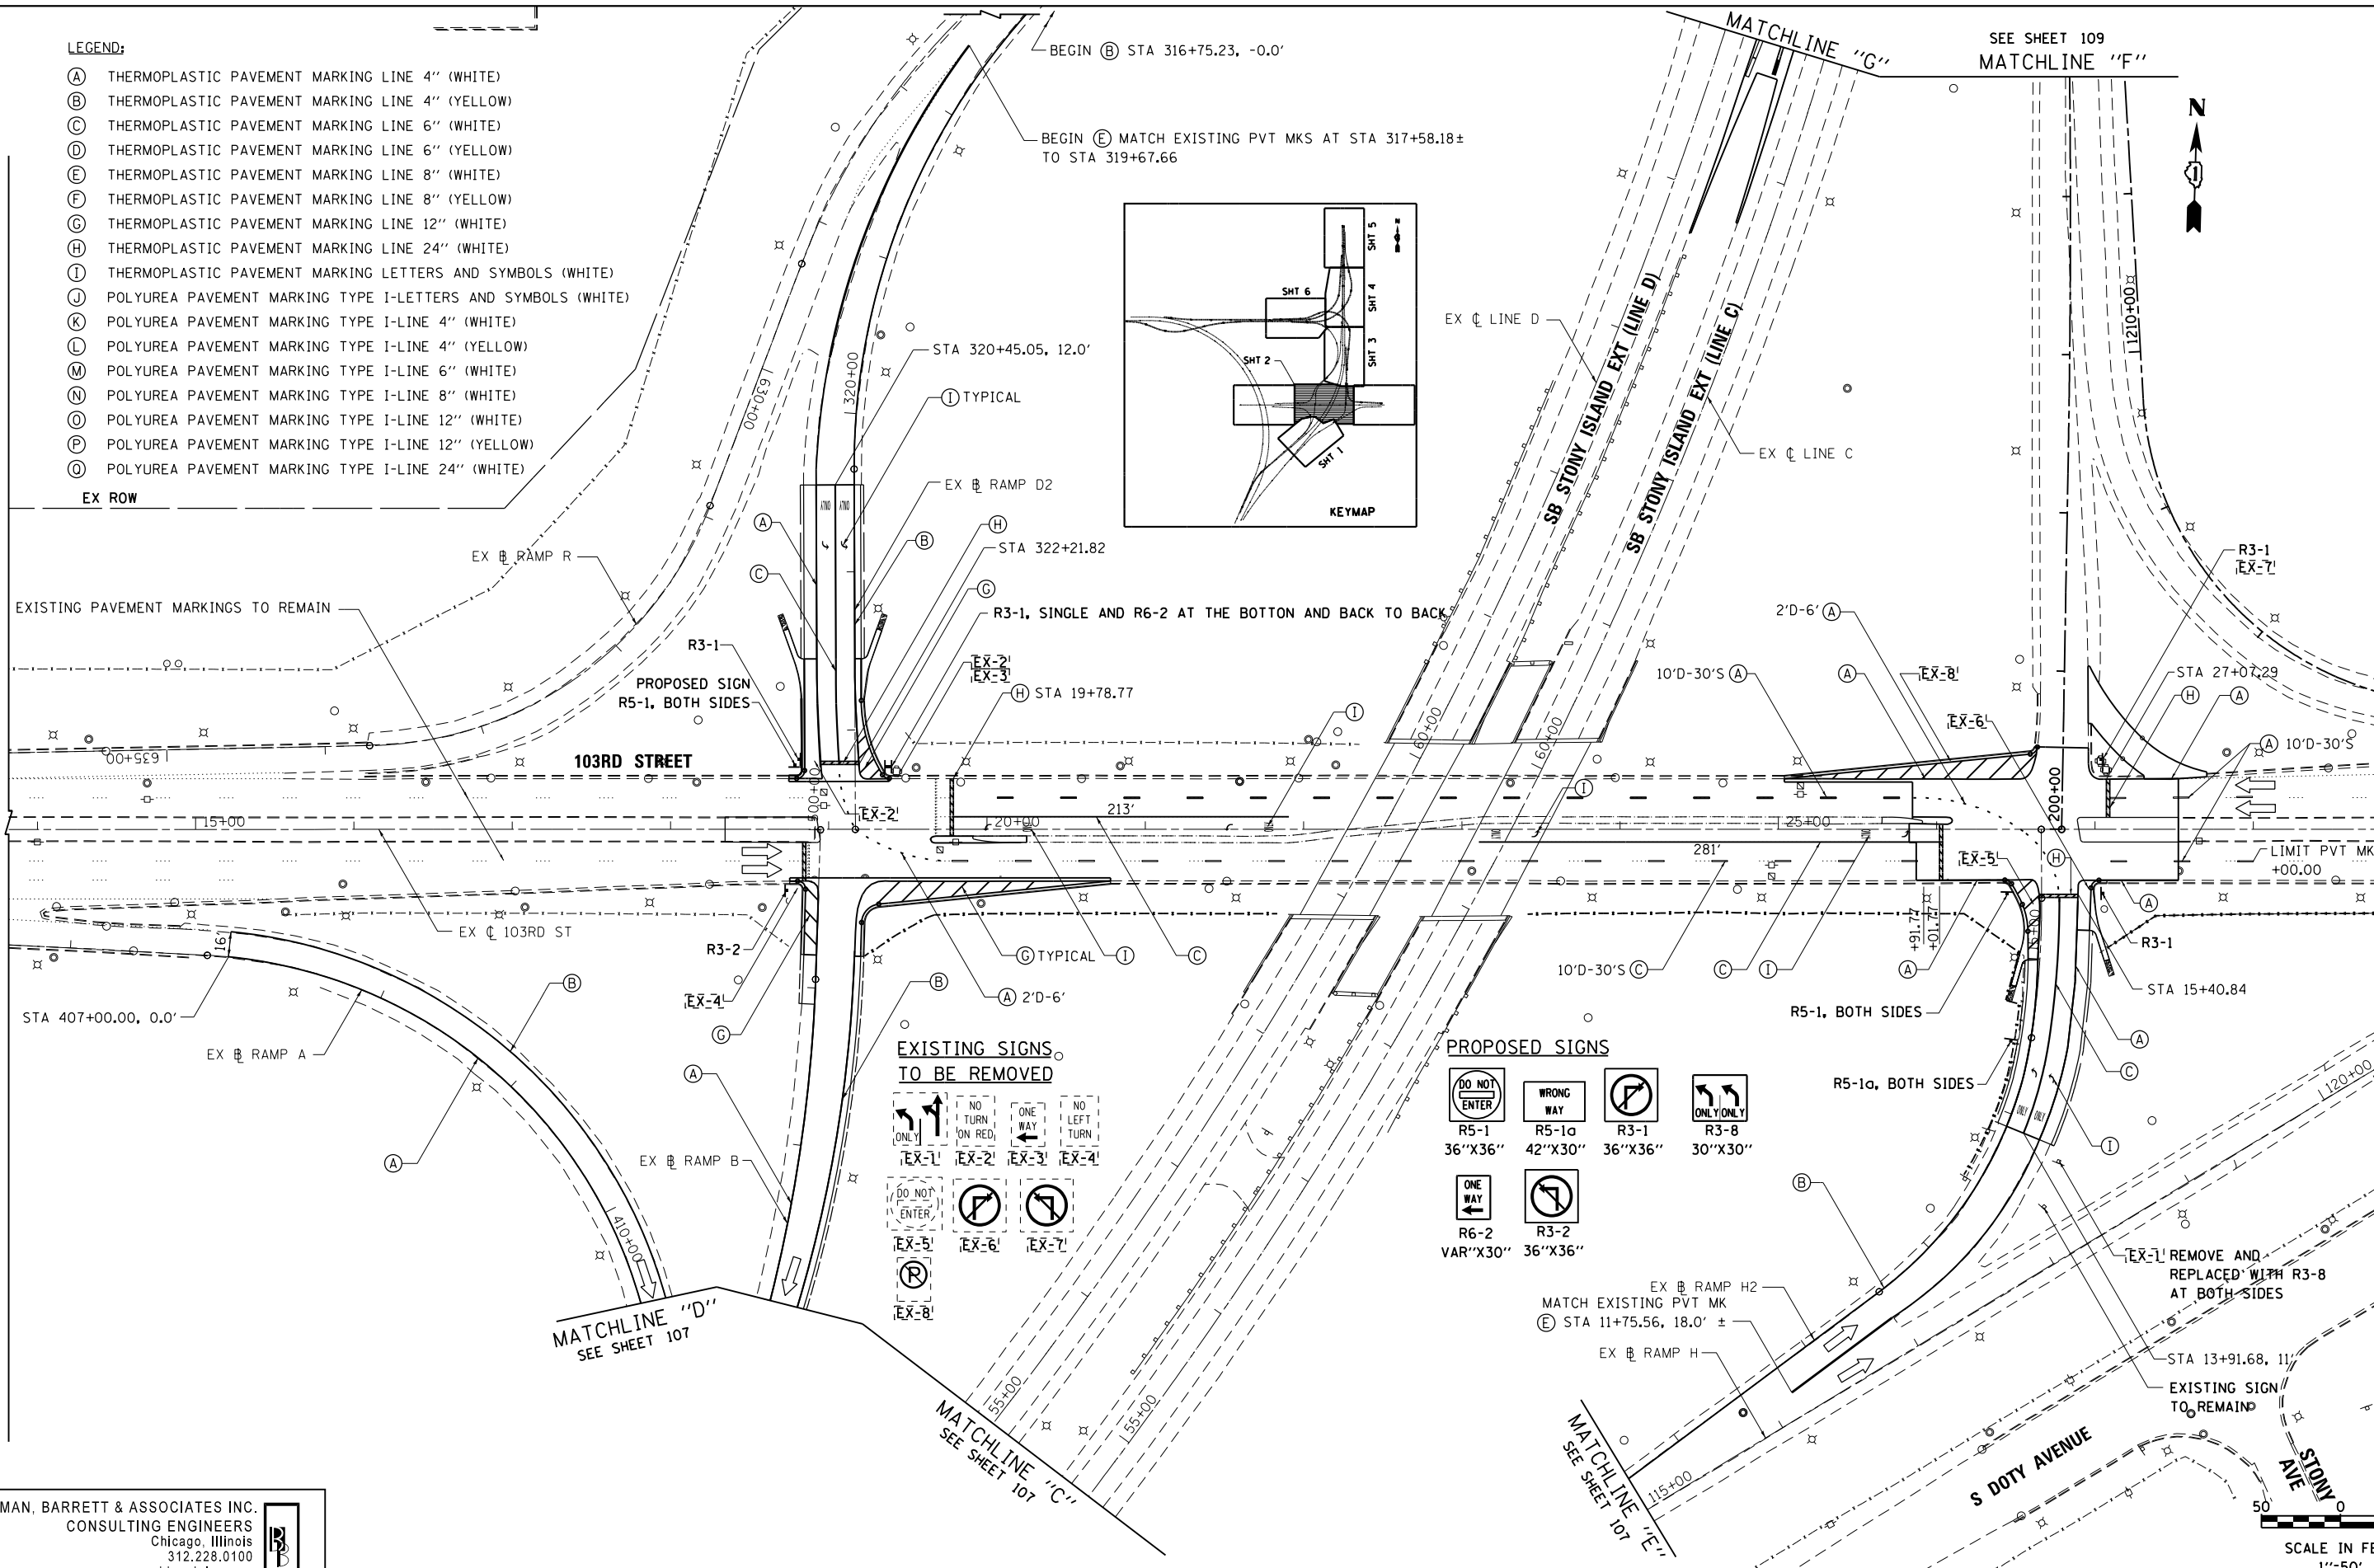 LEGEND:
A THERMOPLASTIC PAVEMENT MARKING LINE 4" (WHITE)
B THERMOPLASTIC PAVEMENT MARKING LINE 4" (YELLOW)
C THERMOPLASTIC PAVEMENT MARKING LINE 6" (WHITE)
D THERMOPLASTIC PAVEMENT MARKING LINE 6" (YELLOW)
E THERMOPLASTIC PAVEMENT MARKING LINE 8" (WHITE)
F THERMOPLASTIC PAVEMENT MARKING LINE 8" (YELLOW)
G THERMOPLASTIC PAVEMENT MARKING LINE 12" (WHITE)
H THERMOPLASTIC PAVEMENT MARKING LINE 24" (WHITE)
I THERMOPLASTIC PAVEMENT MARKING LETTERS AND SYMBOLS (WHITE)
J POLYUREA PAVEMENT MARKING TYPE I-LETTERS AND SYMBOLS (WHITE)
K POLYUREA PAVEMENT MARKING TYPE I-LINE 4" (WHITE)
L POLYUREA PAVEMENT MARKING TYPE I-LINE 4" (YELLOW)
M POLYUREA PAVEMENT MARKING TYPE I-LINE 6" (WHITE)
N POLYUREA PAVEMENT MARKING TYPE I-LINE 8" (WHITE)
O POLYUREA PAVEMENT MARKING TYPE I-LINE 12" (WHITE)
P POLYUREA PAVEMENT MARKING TYPE I-LINE 12" (YELLOW)
Q POLYUREA PAVEMENT MARKING TYPE I-LINE 24" (WHITE)
EX ROW
BEGIN B STA 316+75.23, -0.0'
BEGIN E MATCH EXISTING PVT MKS AT STA 317+58.18±
TO STA 319+67.66
MATCHLINE "G"
SEE SHEET 109
MATCHLINE "F"
N
SHT 5
SHT 4
SHT 6
SHT 3
SHT 2
SHT 1
KEYMAP
EX ℄ LINE D
SB STONY ISLAND EXT (LINE D)
SB STONY ISLAND EXT (LINE C)
EX ℄ LINE C
1210+00
630+00
320+00
STA 320+45.05, 12.0'
I TYPICAL
EX B RAMP D2
ONLY ONLY
A
B
H
STA 322+21.82
C
G
EX B RAMP R
EXISTING PAVEMENT MARKINGS TO REMAIN
R3-1, SINGLE AND R6-2 AT THE BOTTON AND BACK TO BACK
R3-1
PROPOSED SIGN
R5-1, BOTH SIDES
EX-2
EX-3
H STA 19+78.77
I
R3-1
EX-7
2'D-6' A
10'D-30'S A
A
EX-8
EX-6
STA 27+07.29
H
A
A 10'D-30'S
635+00
103RD STREET
60+00
60+00
200+00
15+00
EX-2
20+00
213'
I
25+00
281'
EX-5
H
LIMIT PVT MK
+00.00
16'
EX ℄ 103RD ST
R3-2
EX-4
G
G TYPICAL
I
C
A 2'D-6'
B
10'D-30'S C
C
I
+91.77
+01.77
A
A
R3-1
STA 15+40.84
R5-1, BOTH SIDES
STA 407+00.00, 0.0'
B
EX B RAMP A
A
A
EX B RAMP B
410+00
EXISTING SIGNS
TO BE REMOVED
ONLY
NO TURN ON RED
ONE WAY
NO LEFT TURN
EX-1 EX-2 EX-3 EX-4
DO NOT ENTER
EX-5 EX-6 EX-7
P
EX-8
PROPOSED SIGNS
DO NOT ENTER
WRONG WAY
ONLY ONLY
R5-1 R5-1a R3-1 R3-8
36"X36" 42"X30" 36"X36" 30"X30"
ONE WAY
R6-2 R3-2
VAR"X30" 36"X36"
R5-1a, BOTH SIDES
A
C
I
ONLY ONLY
B
120+00
EX-1 REMOVE AND
REPLACED WITH R3-8
AT BOTH SIDES
EX B RAMP H2
MATCH EXISTING PVT MK
E STA 11+75.56, 18.0' ±
EX B RAMP H
STA 13+91.68, 11'
EXISTING SIGN
TO REMAIN
MATCHLINE "D"
SEE SHEET 107
55+00
55+00
MATCHLINE "C"
SEE SHEET 107
MATCHLINE "E"
SEE SHEET 107
115+00
S DOTY AVENUE
STONY
AVE
50 0
SCALE IN
1"=50'
MAN, BARRETT & ASSOCIATES INC.
CONSULTING ENGINEERS
Chicago, Illinois
312.228.0100